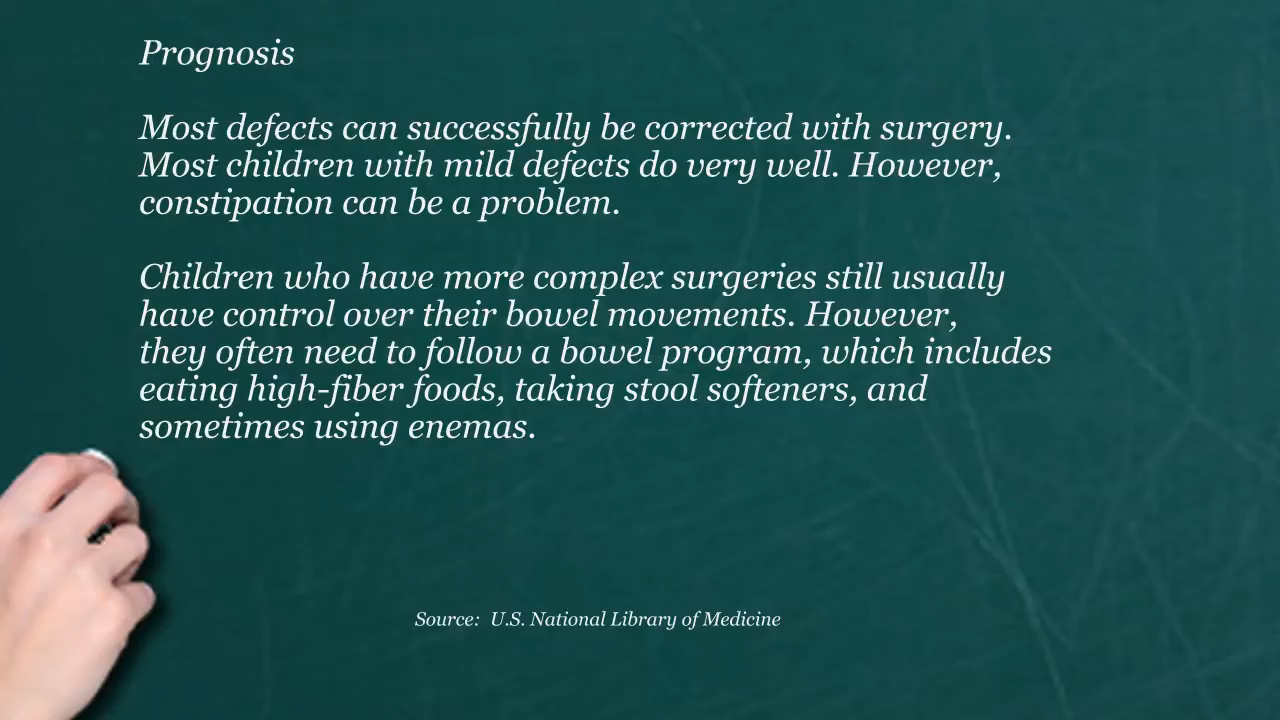 Prognosis
Most defects can successfully be corrected with surgery.
Most children with mild defects do very well. However,
constipation can be a problem.
Children who have more complex surgeries still usually
have control over their bowel movements. However,
they often need to follow a bowel program, which includes
eating high-fiber foods, taking stool softeners, and
sometimes using enemas.
Source:  U.S. National Library of Medicine